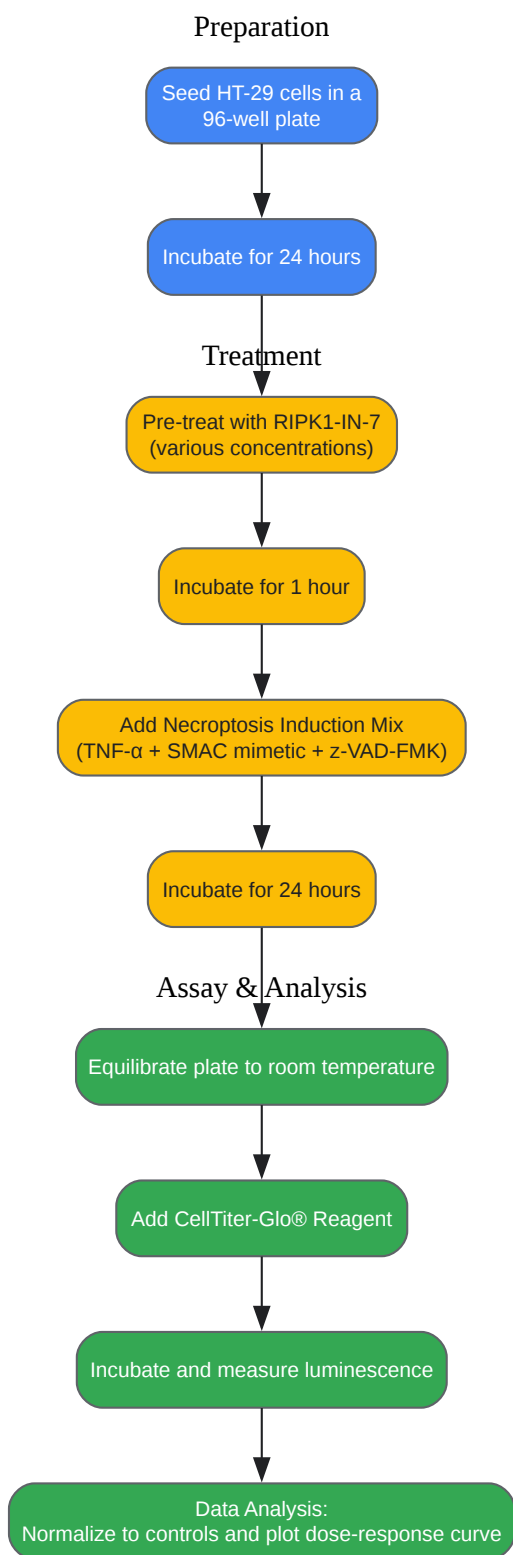 Preparation
Seed HT-29 cells in a
96-well plate
Incubate for 24 hours
Treatment
Pre-treat with RIPK1-IN-7
(various concentrations)
Incubate for 1 hour
Add Necroptosis Induction Mix
(TNF-α + SMAC mimetic + z-VAD-FMK)
Incubate for 24 hours
Assay & Analysis
Equilibrate plate to room temperature
Add CellTiter-Glo® Reagent
Incubate and measure luminescence
Data Analysis:
Normalize to controls and plot dose-response curve